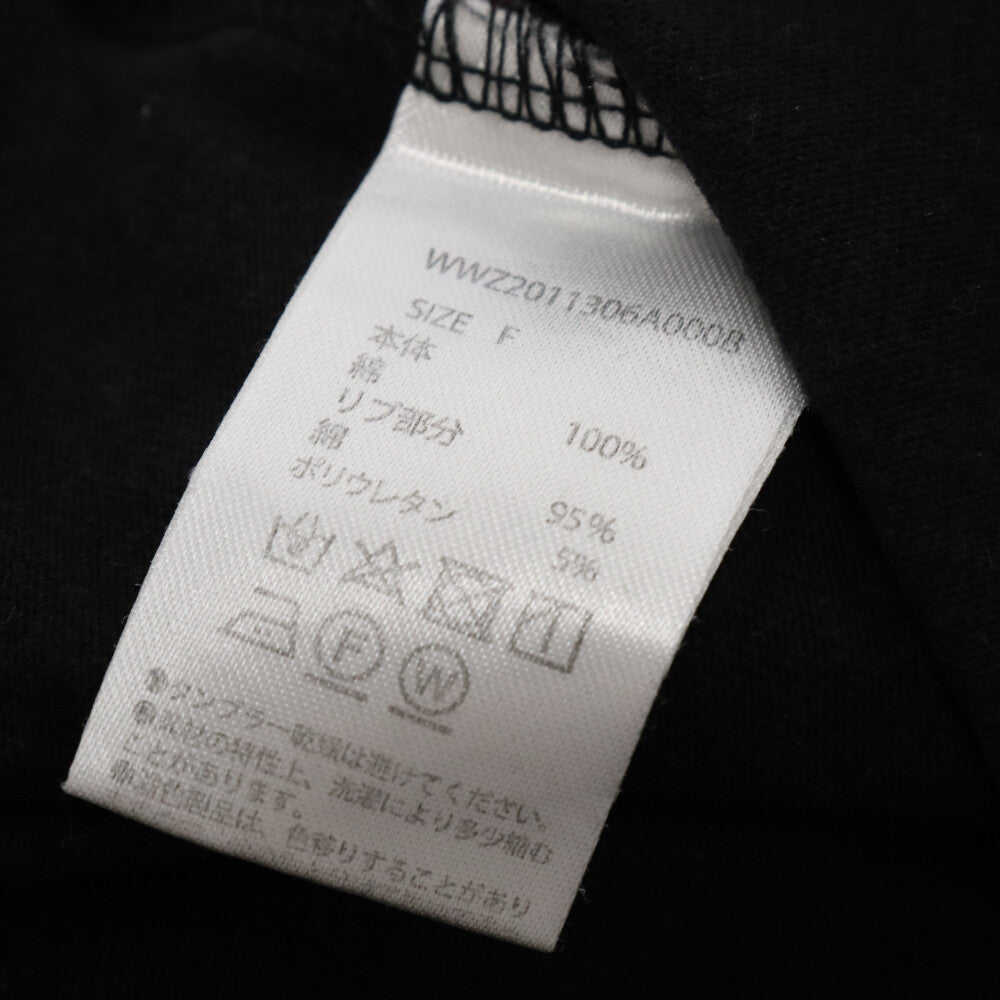 WWZ2011306A0008
SIZE F
本体
綿 100%
リブ部分
綿 95%
ポリウレタン 5%
F W
●タンブラー乾燥は避けてください。
●素材の特性上、洗濯により多少縮む
ことがあります。
●濃色製品は、色移りすることがあり